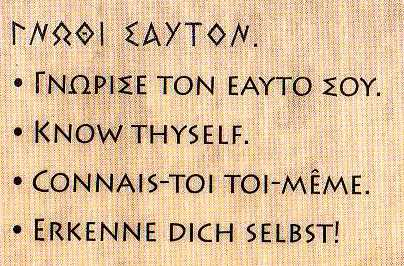 ΓΝΩΘΙ ΣΑΥΤΟΝ.
• ΓΝΩΡΙΣΕ ΤΟΝ ΕΑΥΤΟ ΣΟΥ.
• KNOW THYSELF.
• CONNAIS-TOI TOI-MÊME.
• ERKENNE DICH SELBST!